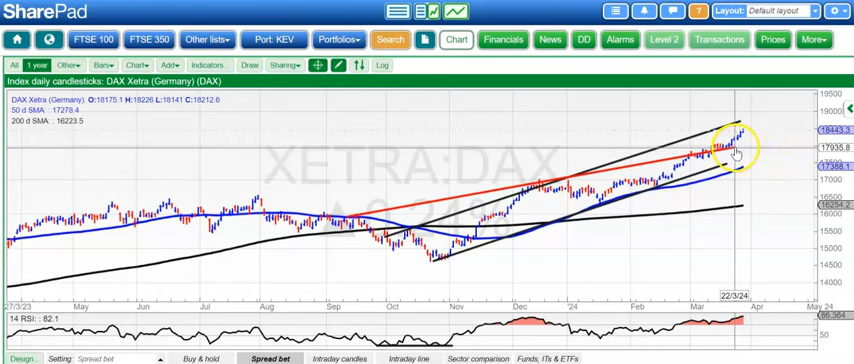 SharePad
Layout: Default layout
FTSE 100 FTSE 350 Other lists Port: KEV Portfolios Search Chart Financials News DD Alarms Level 2 Transactions Prices More
All 1 year Other Bars Chart Add Indicators.. Draw Sharing Log
Index daily candlesticks: DAX Xetra (Germany) (DAX)
DAX Xetra (Germany) O:18175.1 H:18226 L:18141 C:18212.6
50 d SMA: 17278.4
200 d SMA: 16223.5
XETRA:DAX
19500
19000
18443.3
17935.8
17500
17388.1
17000
16254.2
16000
15500
15000
14500
14000
22/3/24
27/3/23 May Jun Jul Aug Sep Oct Nov Dec '24 Feb Mar Apr May 24
14 RSI: 82.1
86.364
50
Design.. Setting: Spread bet Buy & hold Spread bet Intraday candles Intraday line Sector comparison Funds, ITs & ETFs